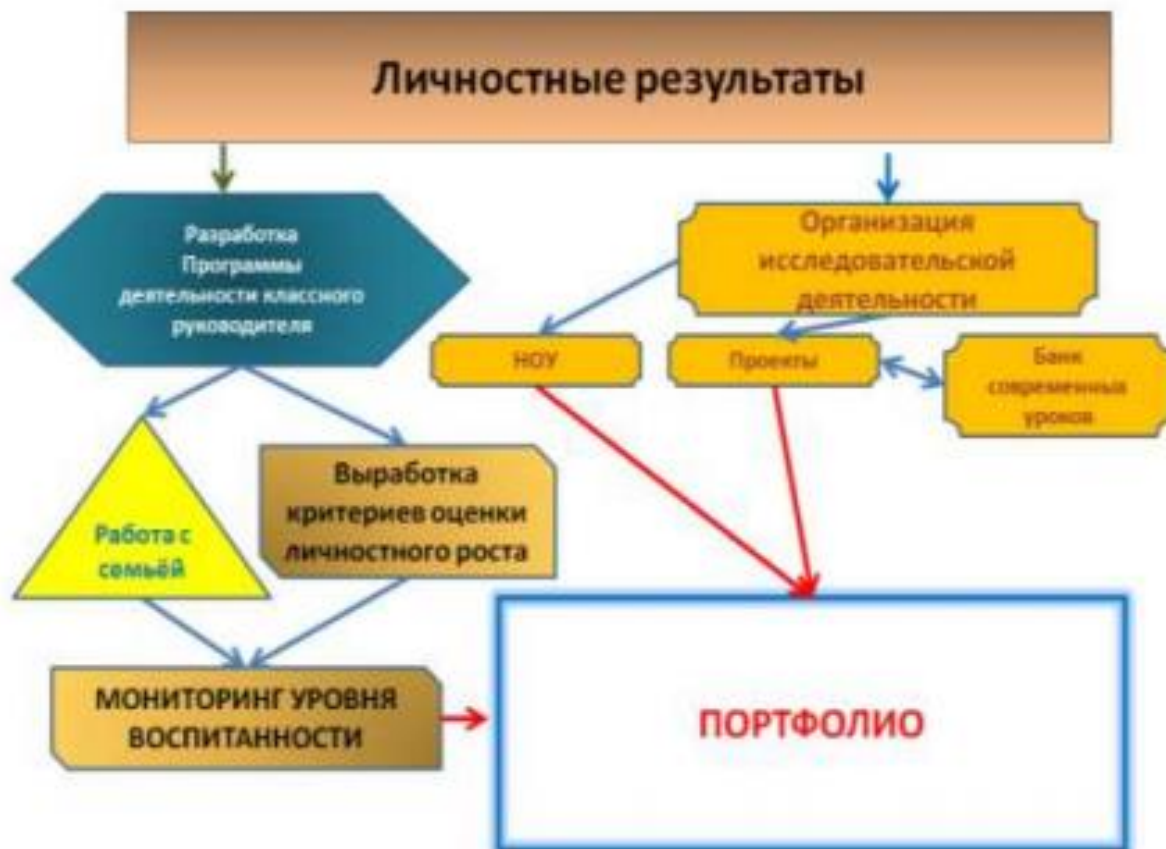 Личностные результаты
Разработка
Программы
деятельности классного
руководителя
Организация
исследовательской
деятельности
НОУ
Проекты
Банк
современных
уроков
Работа с
семьёй
Выработка
критериев оценки
личностного роста
МОНИТОРИНГ УРОВНЯ
ВОСПИТАННОСТИ
ПОРТФОЛИО